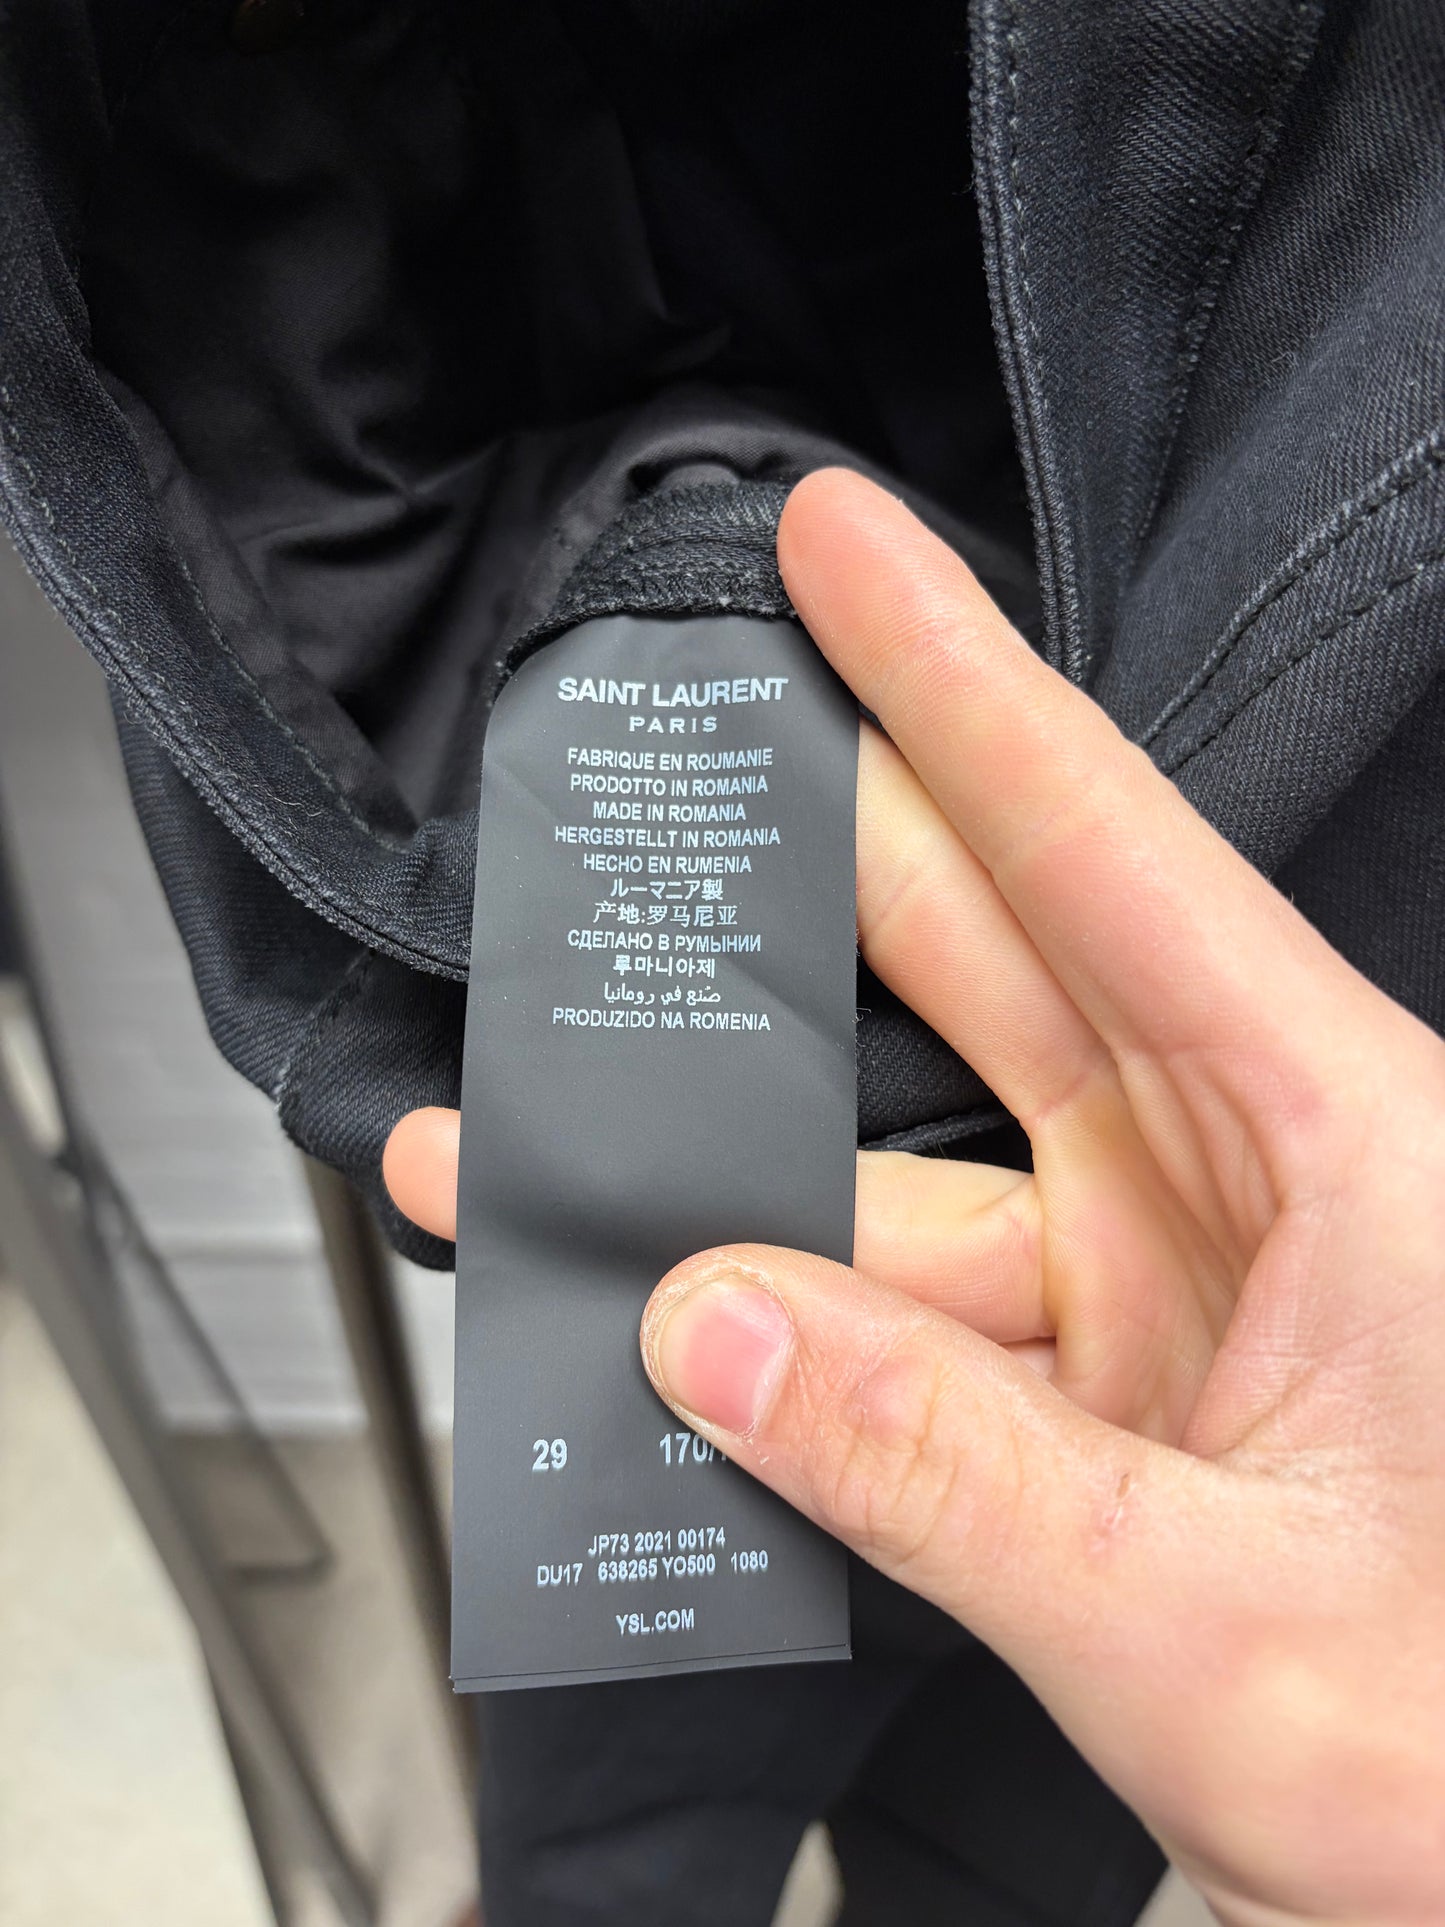 SAINT LAURENT
PARIS
FABRIQUE EN ROUMANIE
PRODOTTO IN ROMANIA
MADE IN ROMANIA
HERGESTELLT IN ROMANIA
HECHO EN RUMENIA
ルーマニア製
产地:罗马尼亚
СДЕЛАНО В РУМЫНИИ
루마니아제
صُنع في رومانيا
PRODUZIDO NA ROMENIA
29 170/
JP73 2021 00174
DU17 638265 YO500 1080
YSL.COM